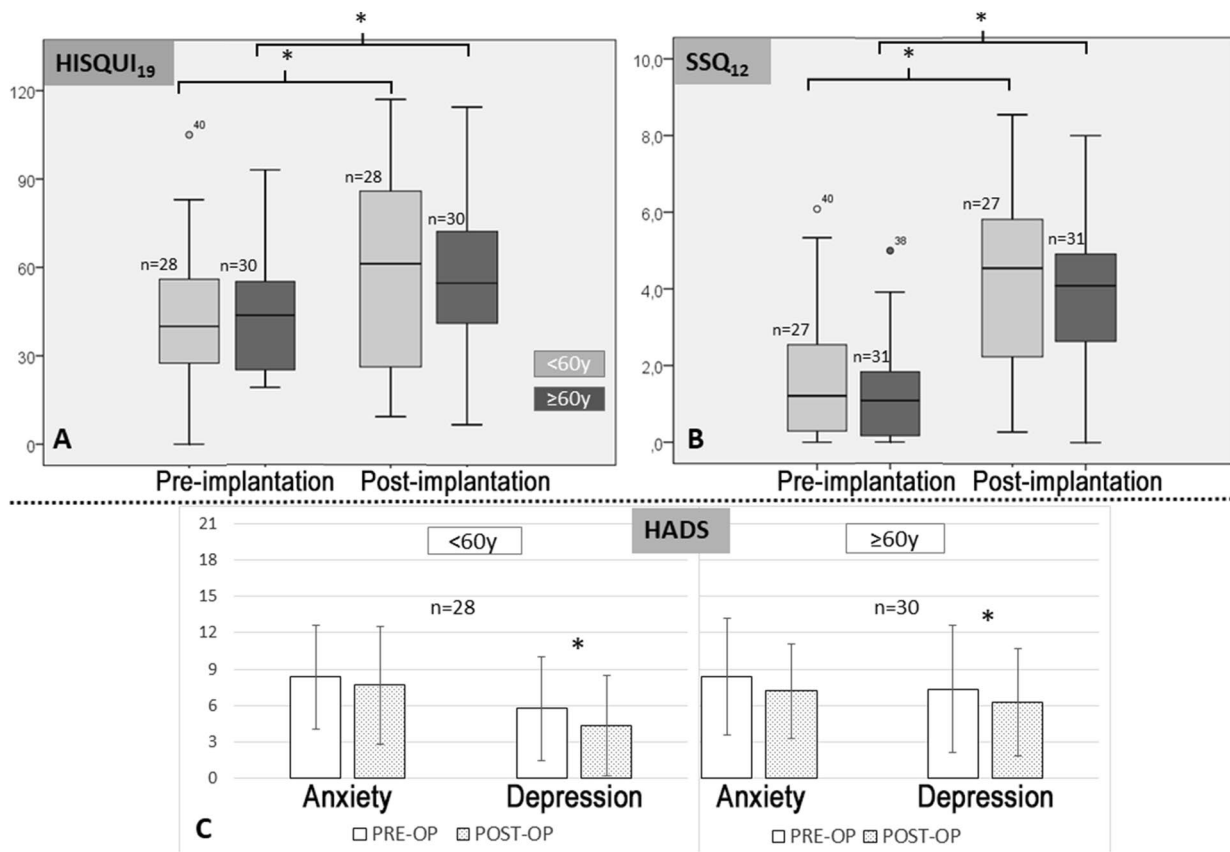 *
*
HISQUI19
120
90
60
30
0
40
n=28
n=30
n=28
n=30
<60y
≥60y
A
Pre-implantation Post-implantation
*
*
SSQ12
10,0
8,0
6,0
4,0
2,0
,0
40
38
n=27
n=31
n=27
n=31
B
Pre-implantation Post-implantation
HADS
<60y
≥60y
21
18
15
12
9
6
3
0
n=28
*
n=30
*
Anxiety Depression
Anxiety Depression
C
PRE-OP POST-OP
PRE-OP POST-OP